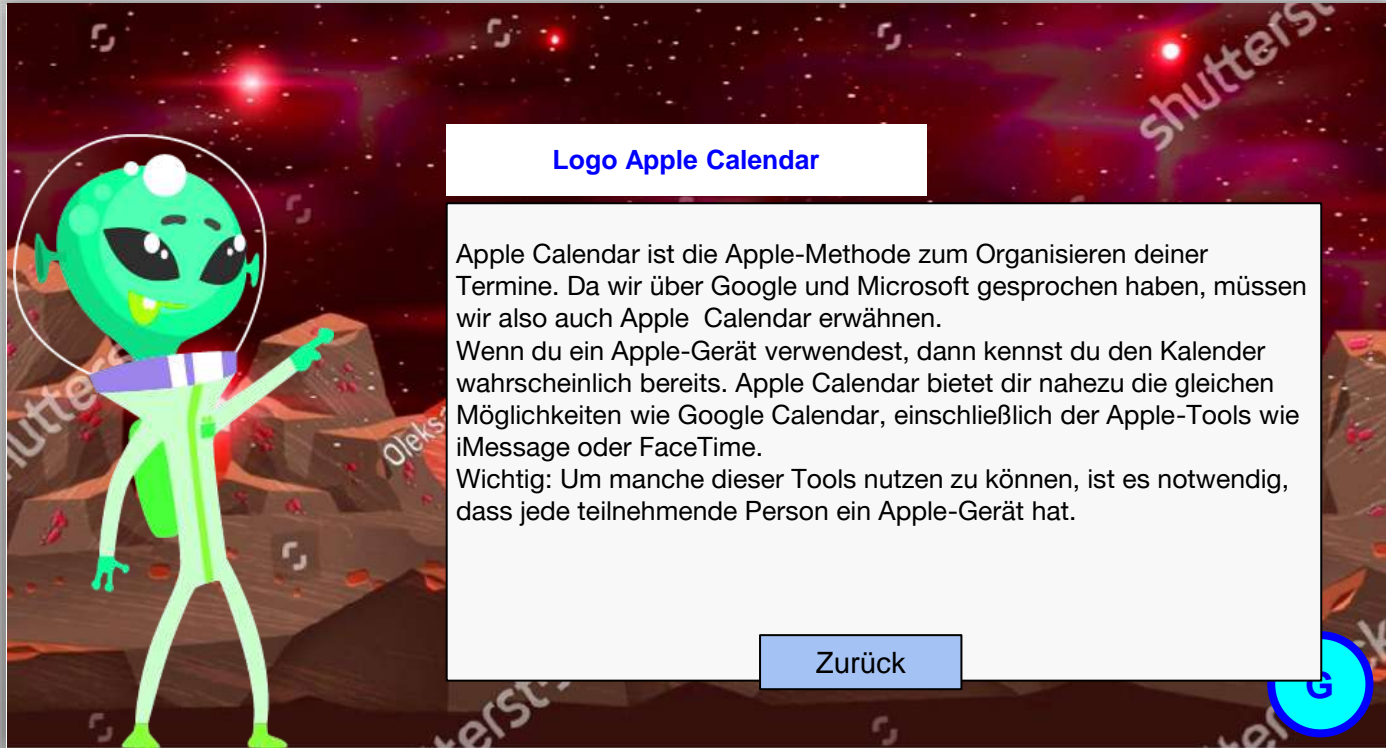 shutterst
Logo Apple Calendar
Apple Calendar ist die Apple-Methode zum Organisieren deiner
Termine. Da wir über Google und Microsoft gesprochen haben, müssen
wir also auch Apple  Calendar erwähnen.
Wenn du ein Apple-Gerät verwendest, dann kennst du den Kalender
wahrscheinlich bereits. Apple Calendar bietet dir nahezu die gleichen
Möglichkeiten wie Google Calendar, einschließlich der Apple-Tools wie
iMessage oder FaceTime.
Wichtig: Um manche dieser Tools nutzen zu können, ist es notwendig,
dass jede teilnehmende Person ein Apple-Gerät hat.
Oleks
Zurück
G